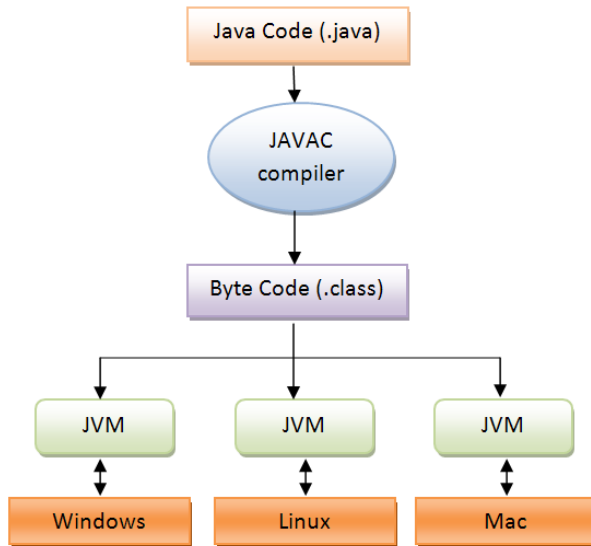 Java Code (.java)
JAVAC
compiler
Byte Code (.class)
JVM
JVM
JVM
Windows
Linux
Mac